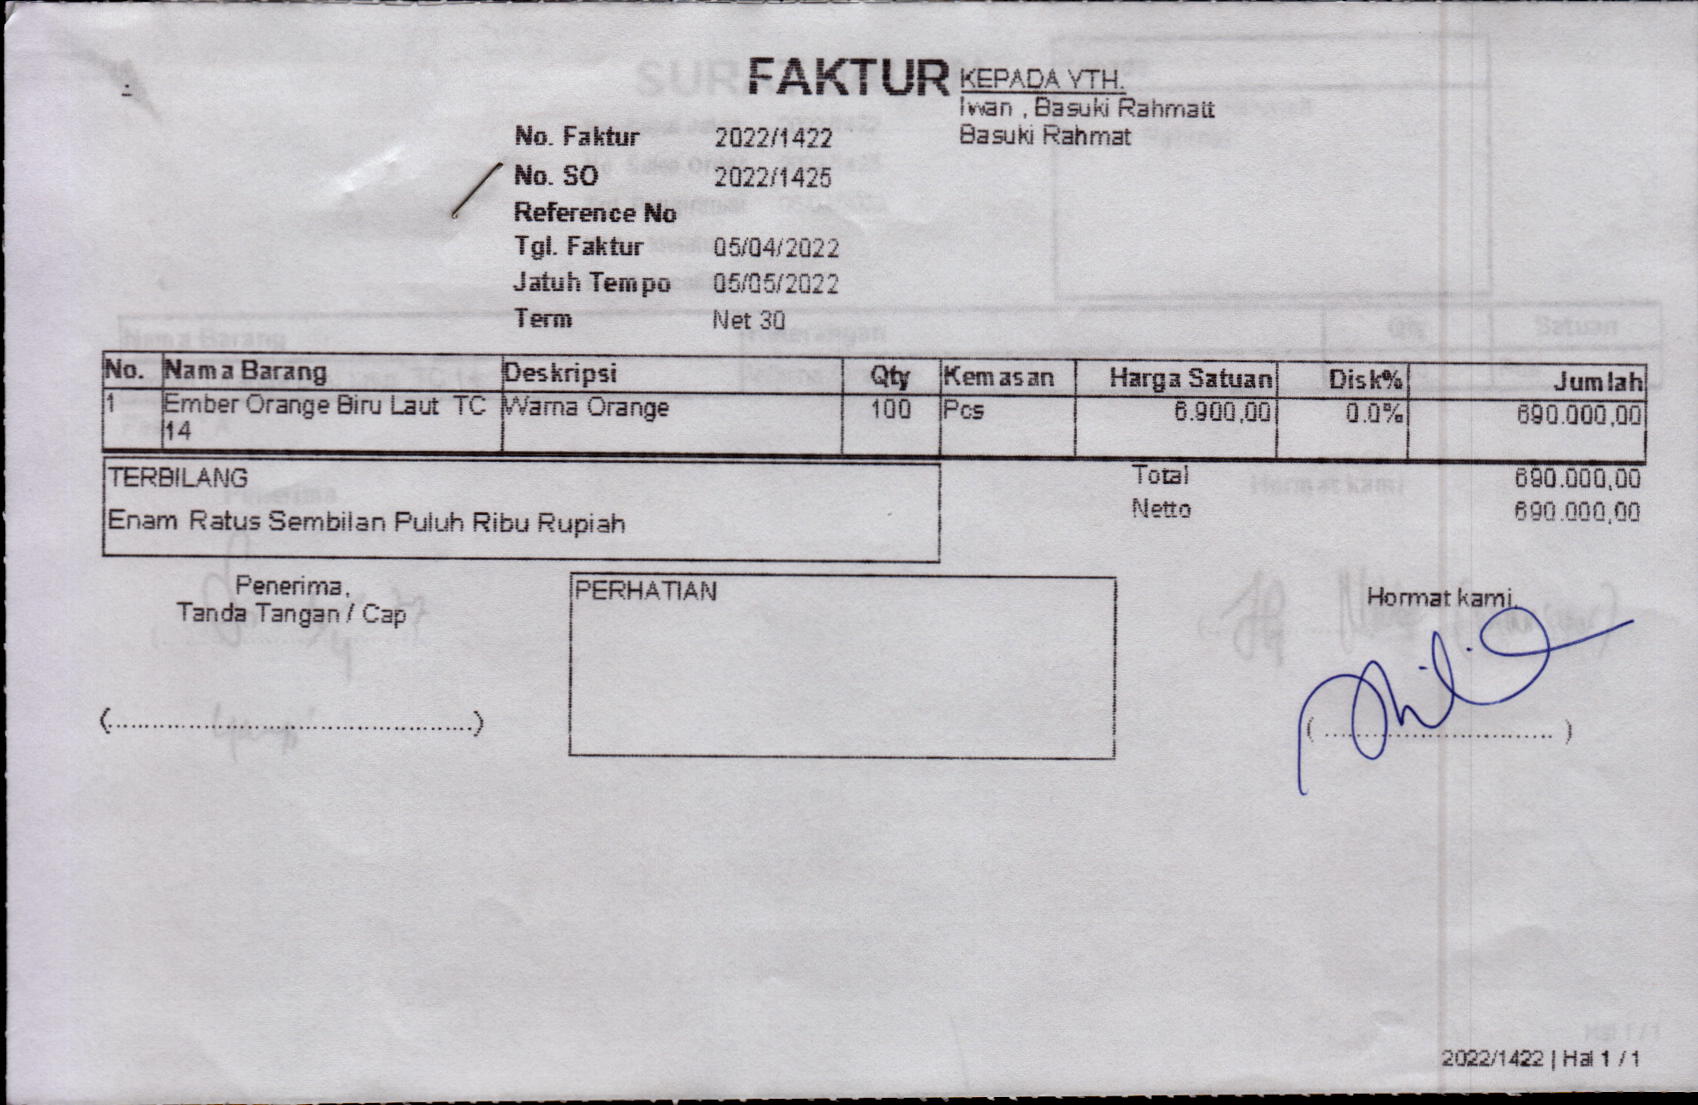 FAKTUR
KEPADA YTH.
Iwan , Basuki Rahmatt
Basuki Rahmat
No. Faktur 2022/1422
No. SO 2022/1425
Reference No
Tgl. Faktur 05/04/2022
Jatuh Tempo 05/05/2022
Term Net 30
No. Nama Barang Deskripsi Qty Kemasan Harga Satuan Disk% Jumlah
1 Ember Orange Biru Laut TC Warna Orange 100 Pcs 6.900,00 0.0% 690.000,00
14
TERBILANG
Enam Ratus Sembilan Puluh Ribu Rupiah
Total 690.000,00
Netto 690.000,00
Penerima,
Tanda Tangan / Cap
(..........................................)
PERHATIAN
Hormat kami,
(..........................)
2022/1422 | Hal 1 / 1